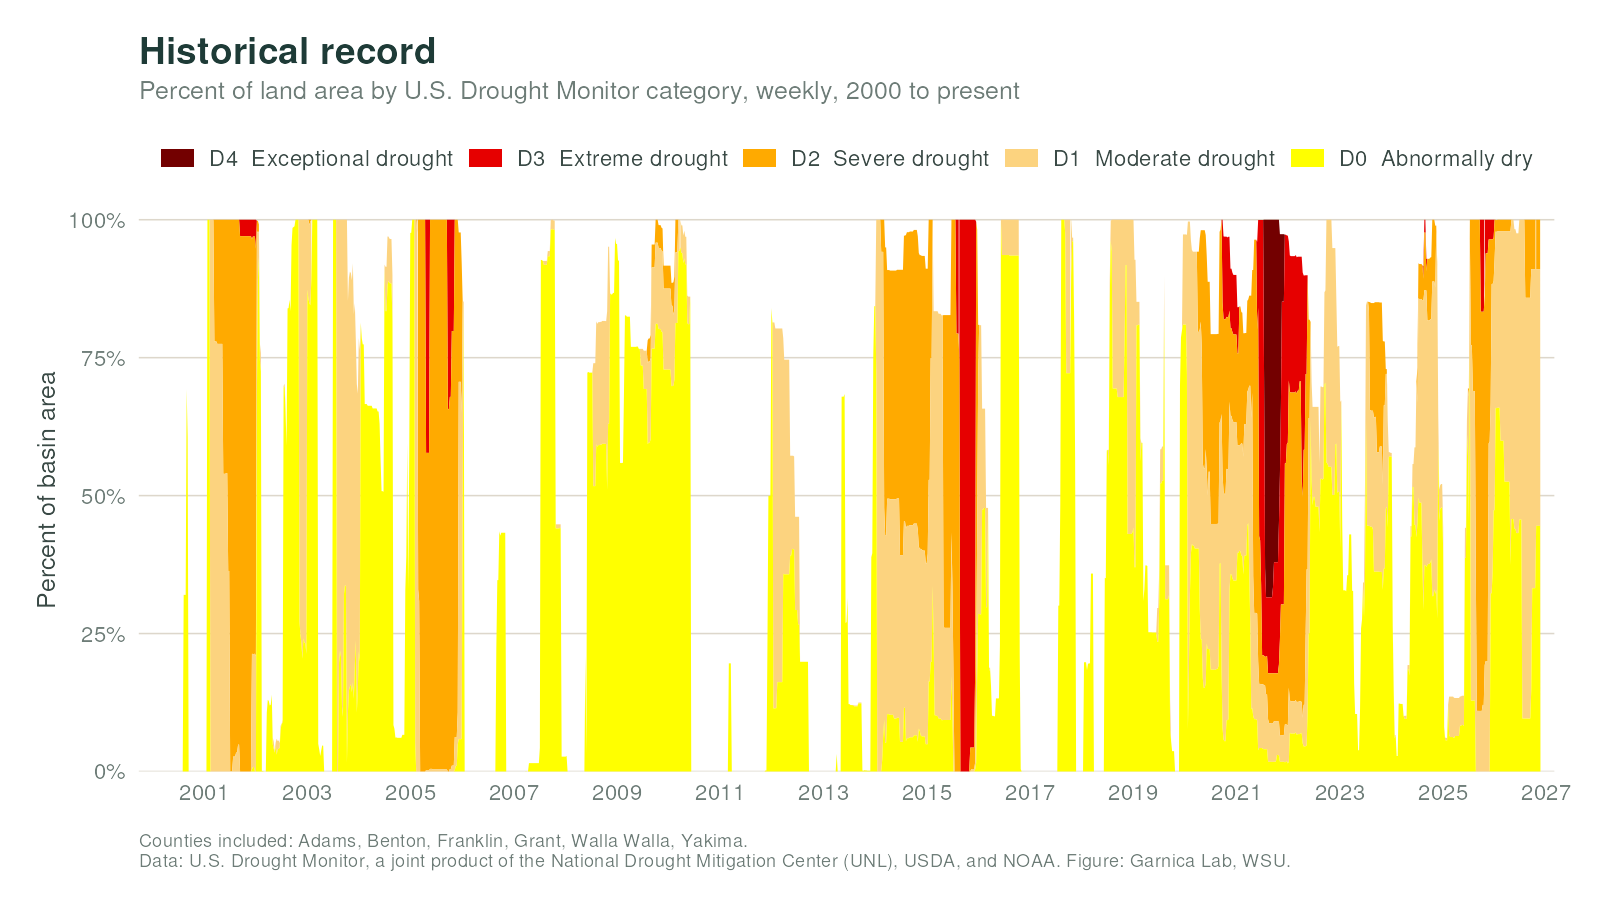 Historical record
Percent of land area by U.S. Drought Monitor category, weekly, 2000 to present
D4 Exceptional drought D3 Extreme drought D2 Severe drought D1 Moderate drought D0 Abnormally dry
Percent of basin area
100%
75%
50%
25%
0%
2001 2003 2005 2007 2009 2011 2013 2015 2017 2019 2021 2023 2025 2027
Counties included: Adams, Benton, Franklin, Grant, Walla Walla, Yakima.
Data: U.S. Drought Monitor, a joint product of the National Drought Mitigation Center (UNL), USDA, and NOAA. Figure: Garnica Lab, WSU.